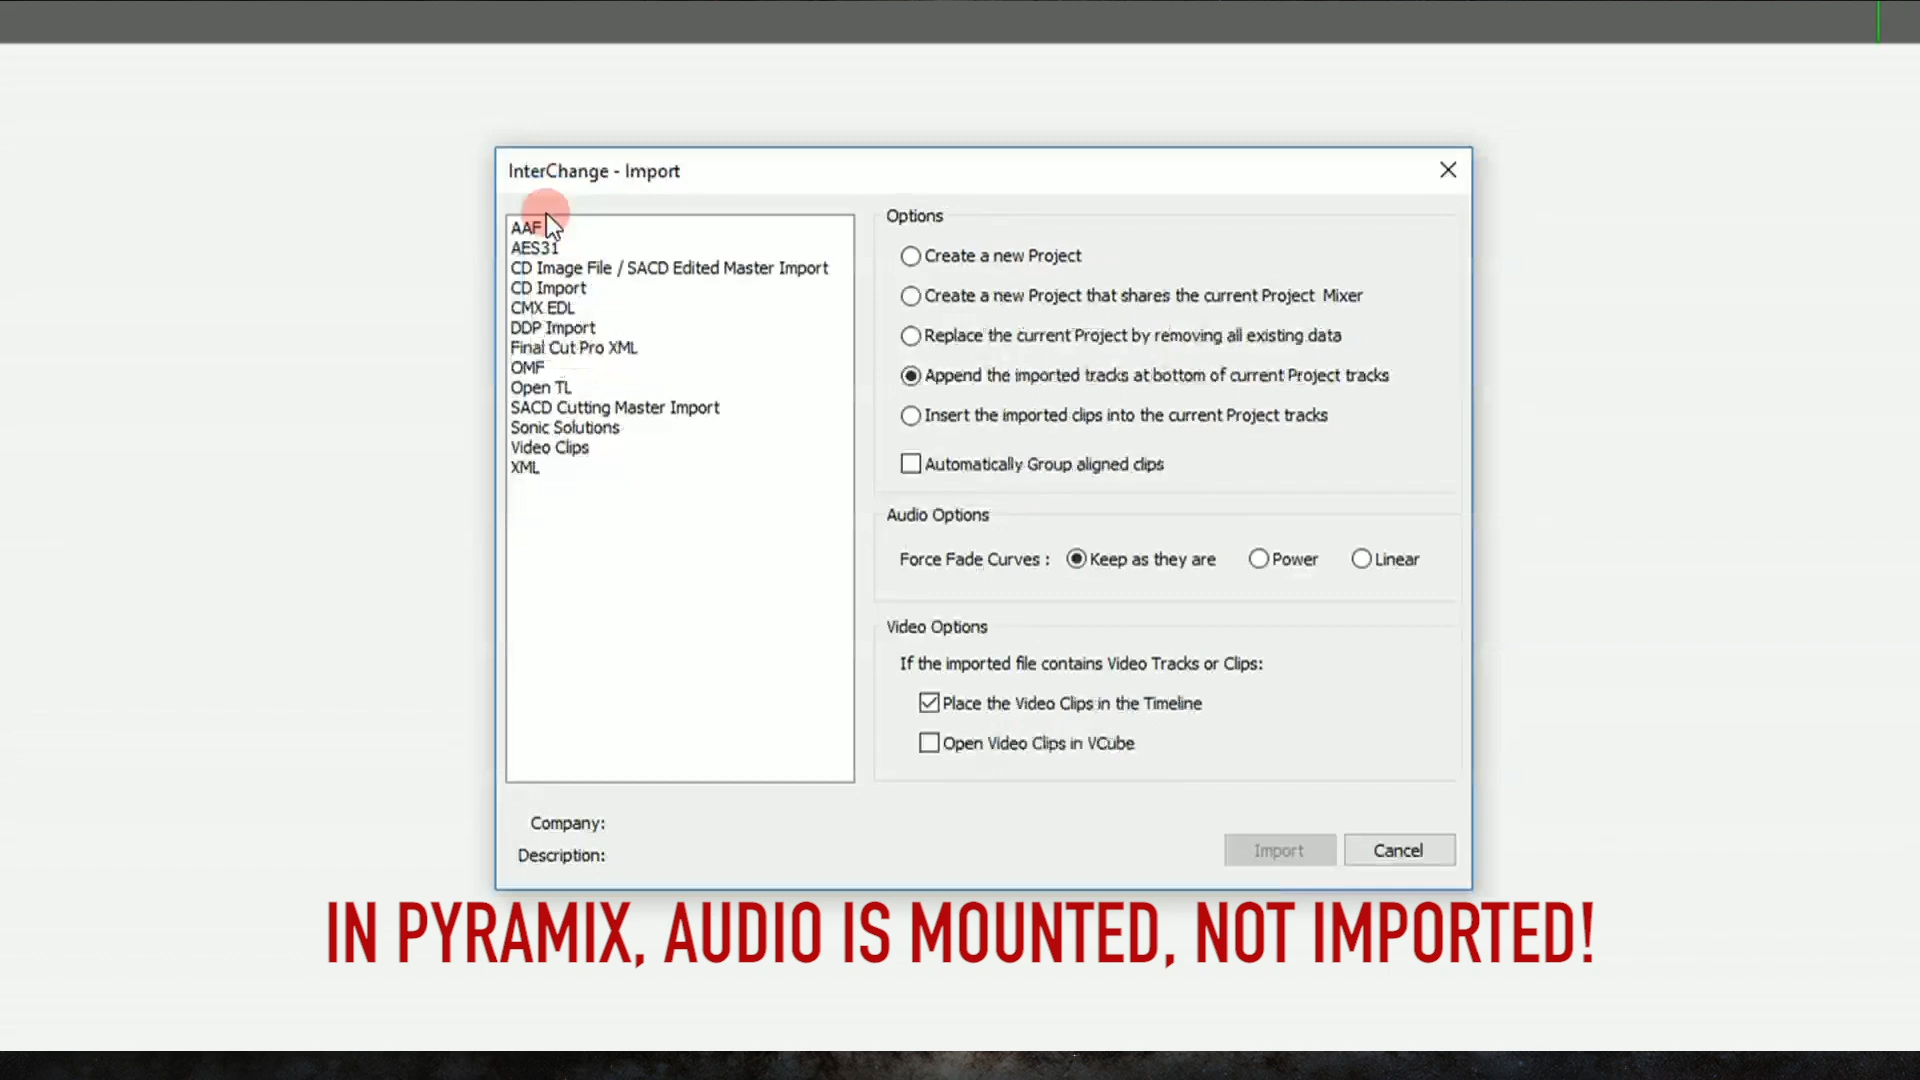 InterChange - Import
AAF
AES31
CD Image File / SACD Edited Master Import
CD Import
CMX EDL
DDP Import
Final Cut Pro XML
OMF
Open TL
SACD Cutting Master Import
Sonic Solutions
Video Clips
XML
Options
Create a new Project
Create a new Project that shares the current Project Mixer
Replace the current Project by removing all existing data
Append the imported tracks at bottom of current Project tracks
Insert the imported clips into the current Project tracks
Automatically Group aligned clips
Audio Options
Force Fade Curves : Keep as they are Power Linear
Video Options
If the imported file contains Video Tracks or Clips:
Place the Video Clips in the Timeline
Open Video Clips in VCube
Company:
Description:
Import Cancel
IN PYRAMIX, AUDIO IS MOUNTED, NOT IMPORTED!